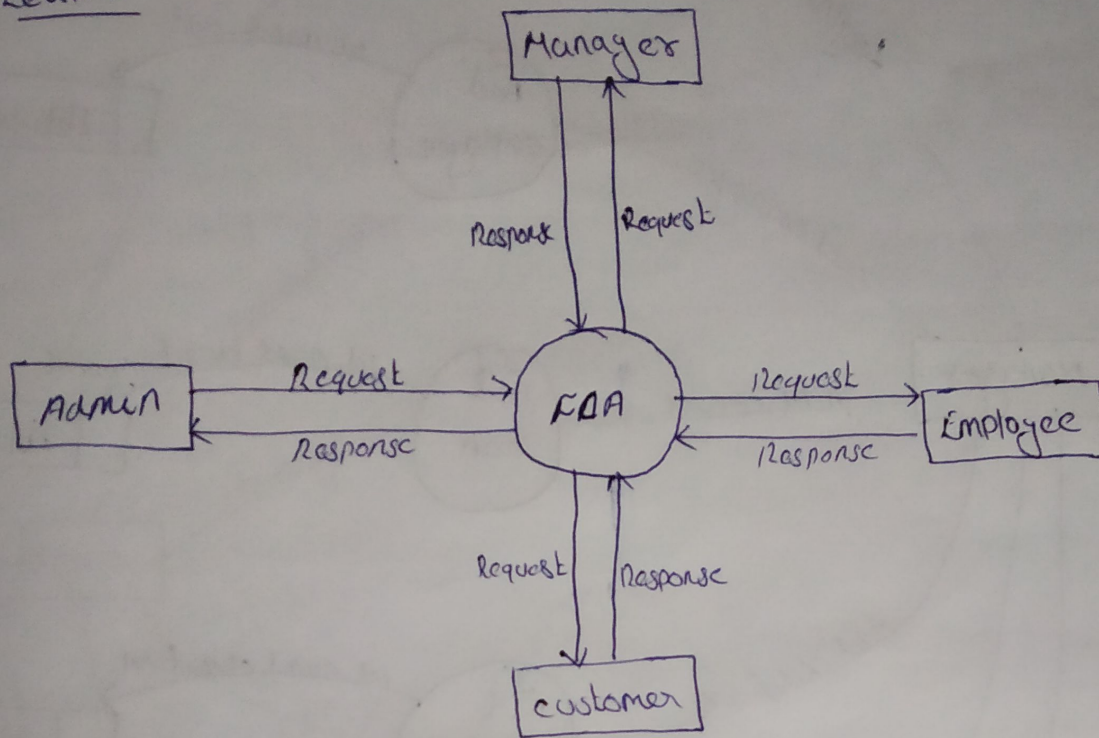 Manager
Response
Request
Admin
Request
Response
FDA
Request
Response
Employee
Request
Response
customer